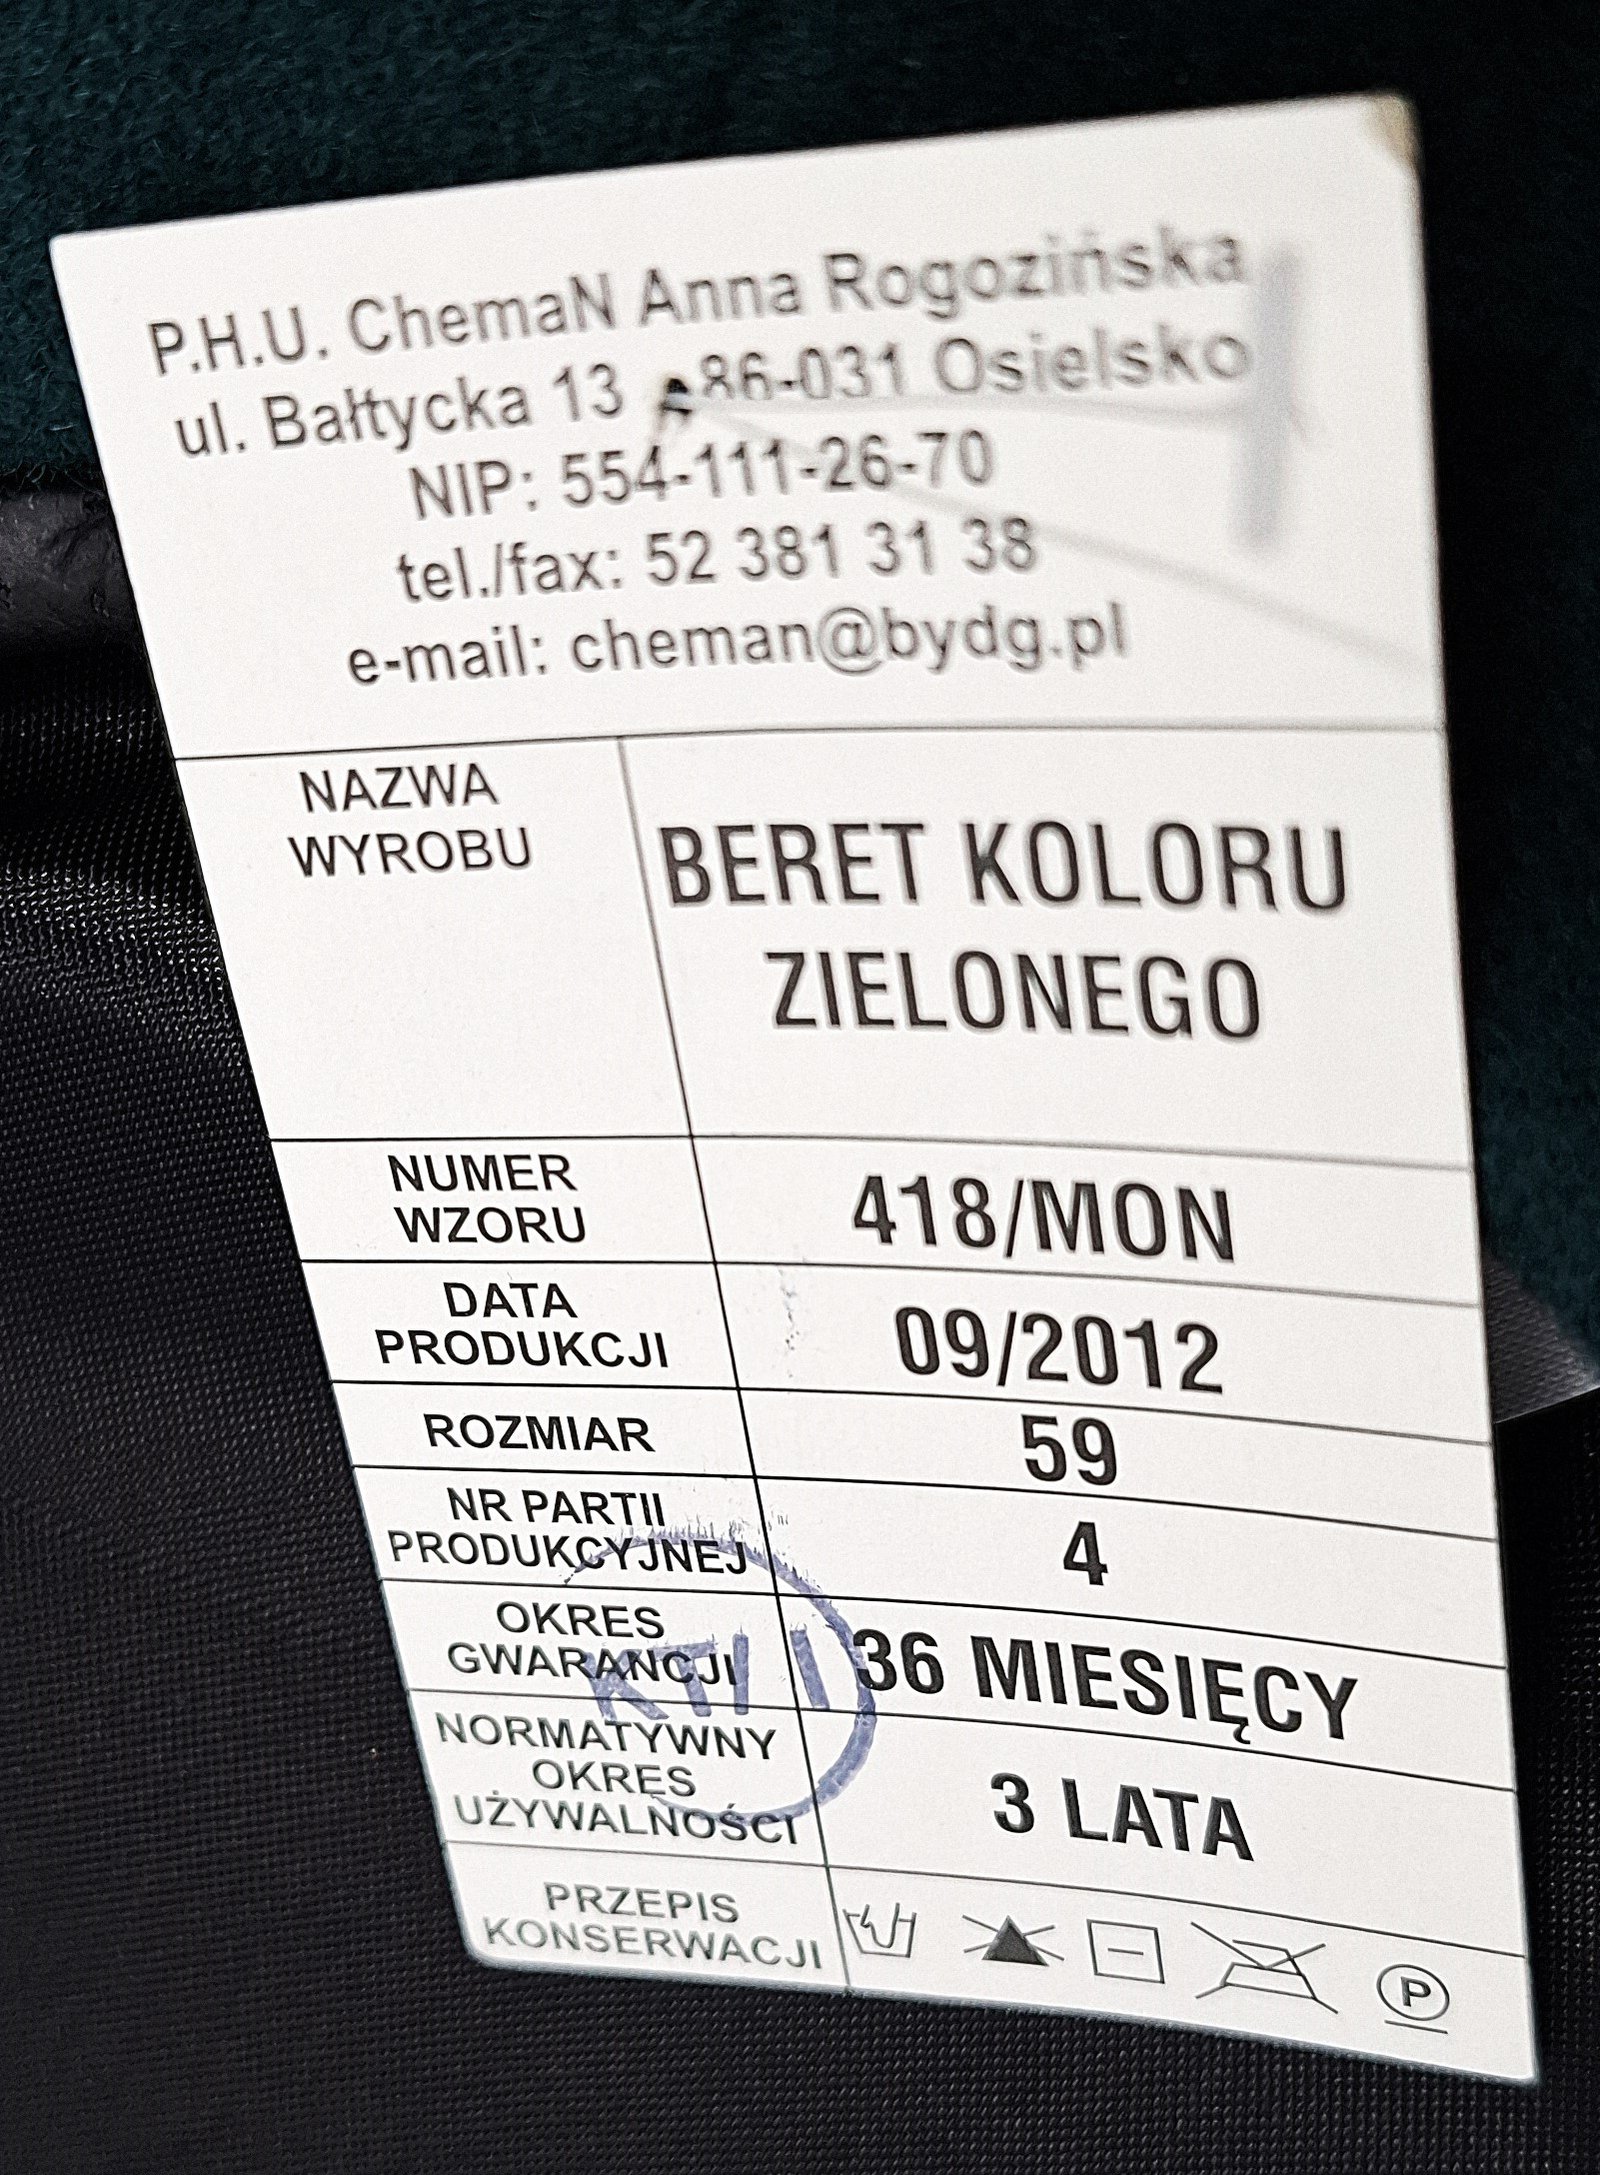 P.H.U. ChemaN Anna Rogozińska
ul. Bałtycka 13 86-031 Osielsko
NIP: 554-111-26-70
tel./fax: 52 381 31 38
e-mail: cheman@bydg.pl
NAZWA
WYROBU
BERET KOLORU
ZIELONEGO
NUMER
WZORU
418/MON
DATA
PRODUKCJI
09/2012
ROZMIAR
59
NR PARTII
PRODUKCYJNEJ
4
OKRES
GWARANCJI
36 MIESIĘCY
KT/1
NORMATYWNY
OKRES
UŻYWALNOŚCI
3 LATA
PRZEPIS
KONSERWACJI
P